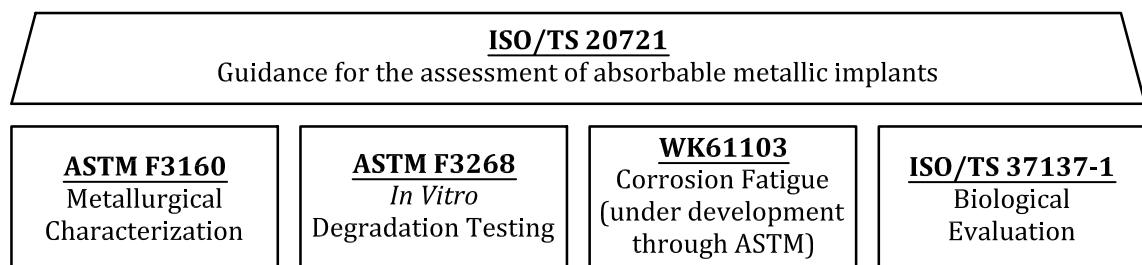 ISO/TS 20721
Guidance for the assessment of absorbable metallic implants
ASTM F3160
Metallurgical
Characterization
ASTM F3268
In Vitro
Degradation Testing
WK61103
Corrosion Fatigue
(under development
through ASTM)
ISO/TS 37137-1
Biological
Evaluation